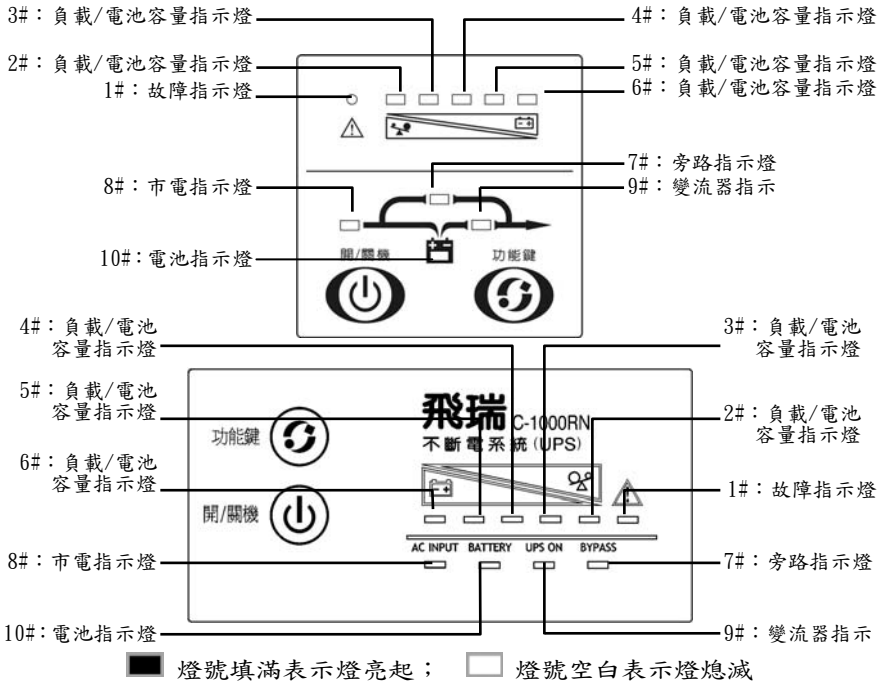 3#：負載/電池容量指示燈
4#：負載/電池容量指示燈
2#：負載/電池容量指示燈
5#：負載/電池容量指示燈
1#：故障指示燈
6#：負載/電池容量指示燈
7#：旁路指示燈
8#：市電指示燈
9#：變流器指示
10#：電池指示燈
開/關機
功能鍵
4#：負載/電池
容量指示燈
3#：負載/電池
容量指示燈
5#：負載/電池
容量指示燈
飛瑞 C-1000RN
2#：負載/電池
容量指示燈
功能鍵
不斷電系統(UPS)
6#：負載/電池
容量指示燈
1#：故障指示燈
開/關機
AC INPUT BATTERY UPS ON BYPASS
8#：市電指示燈
7#：旁路指示燈
10#：電池指示燈
9#：變流器指示
燈號填滿表示燈亮起； 燈號空白表示燈熄滅